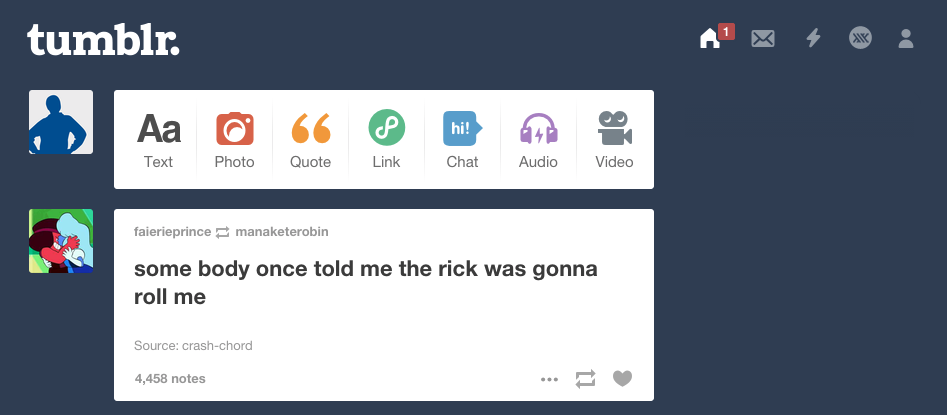 tumblr.
1
Aa
hi!
Text Photo Quote Link Chat Audio Video
faierieprince manaketerobin
some body once told me the rick was gonna
roll me
Source: crash-chord
4,458 notes